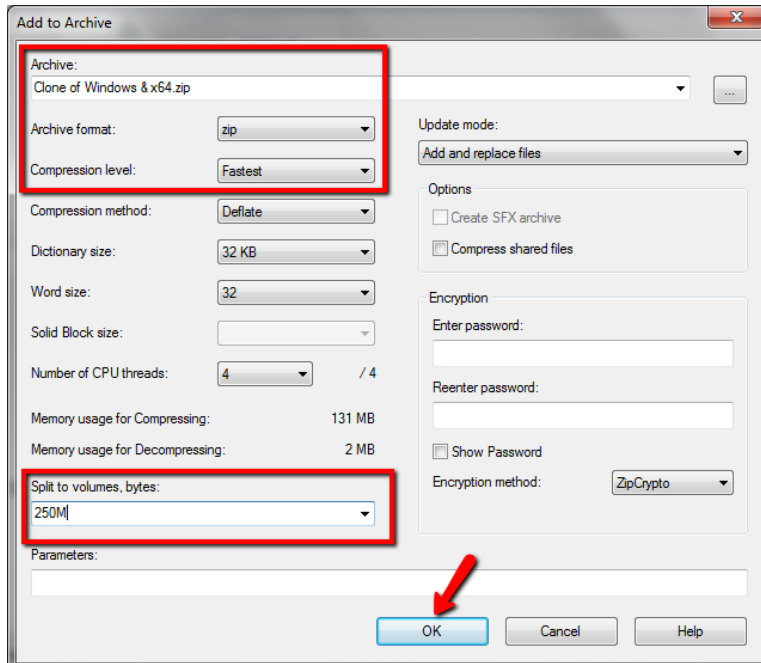 Add to Archive
Archive:
Clone of Windows & x64.zip
...
Archive format:
zip
Compression level:
Fastest
Compression method:
Deflate
Dictionary size:
32 KB
Word size:
32
Solid Block size:
Number of CPU threads:
4
/ 4
Memory usage for Compressing:
131 MB
Memory usage for Decompressing:
2 MB
Split to volumes, bytes:
250M
Parameters:
Update mode:
Add and replace files
Options
Create SFX archive
Compress shared files
Encryption
Enter password:
Reenter password:
Show Password
Encryption method:
ZipCrypto
OK
Cancel
Help